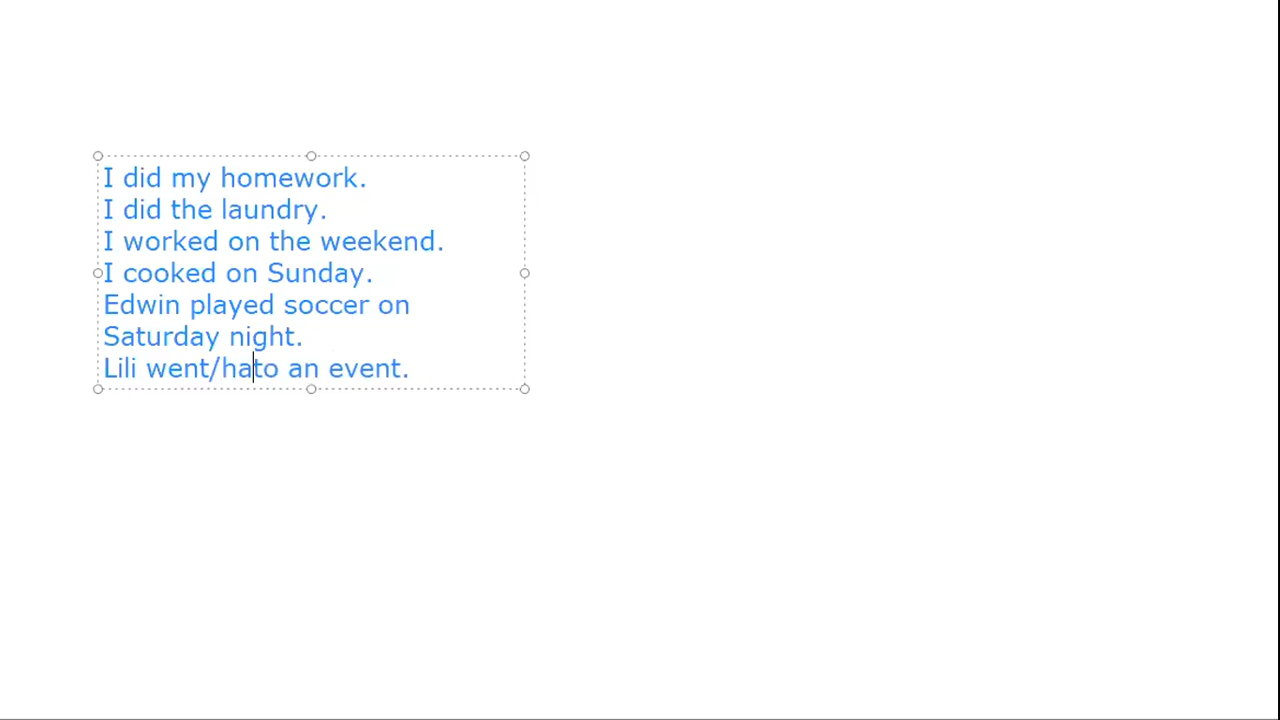 I did my homework.
I did the laundry.
I worked on the weekend.
I cooked on Sunday.
Edwin played soccer on
Saturday night.
Lili went/hato an event.